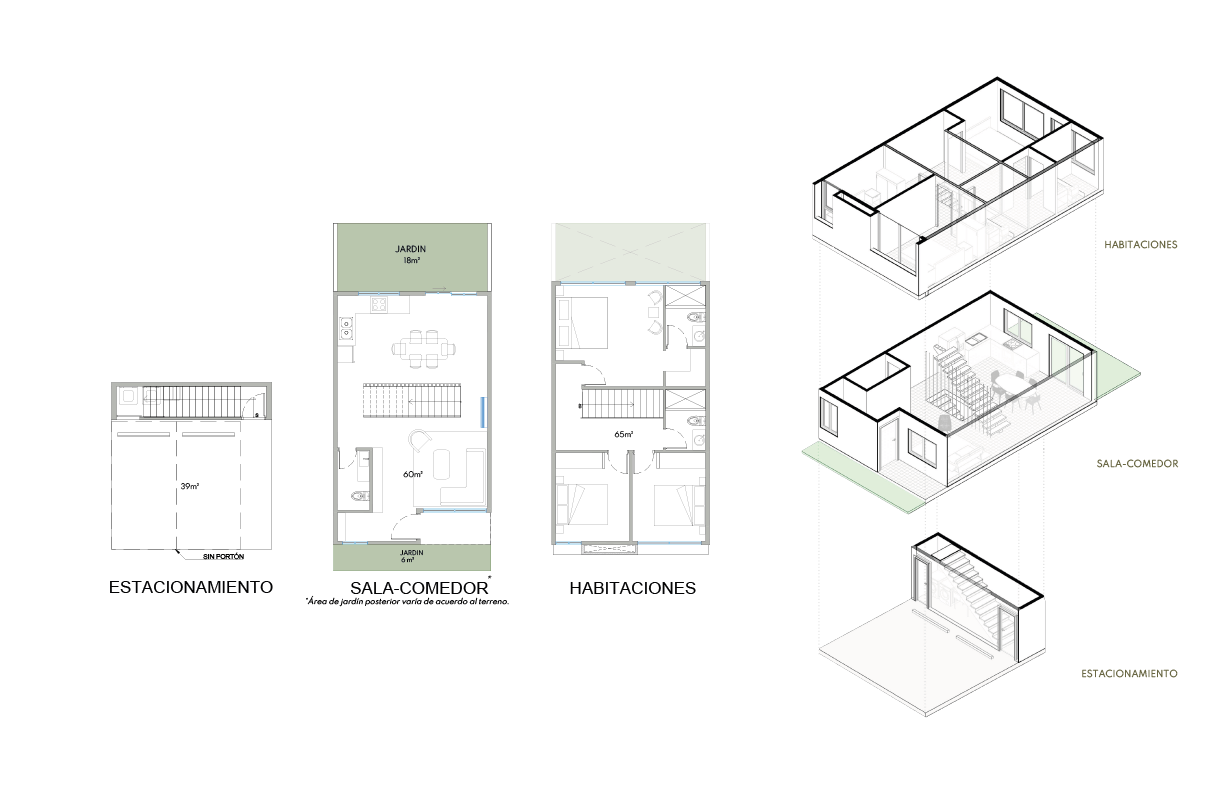 JARDIN
18m²
39m²
SIN PORTÓN
ESTACIONAMIENTO
60m²
JARDIN
6 m²
SALA-COMEDOR*
*Área de jardín posterior varía de acuerdo al terreno.
65m²
HABITACIONES
HABITACIONES
SALA-COMEDOR
ESTACIONAMIENTO